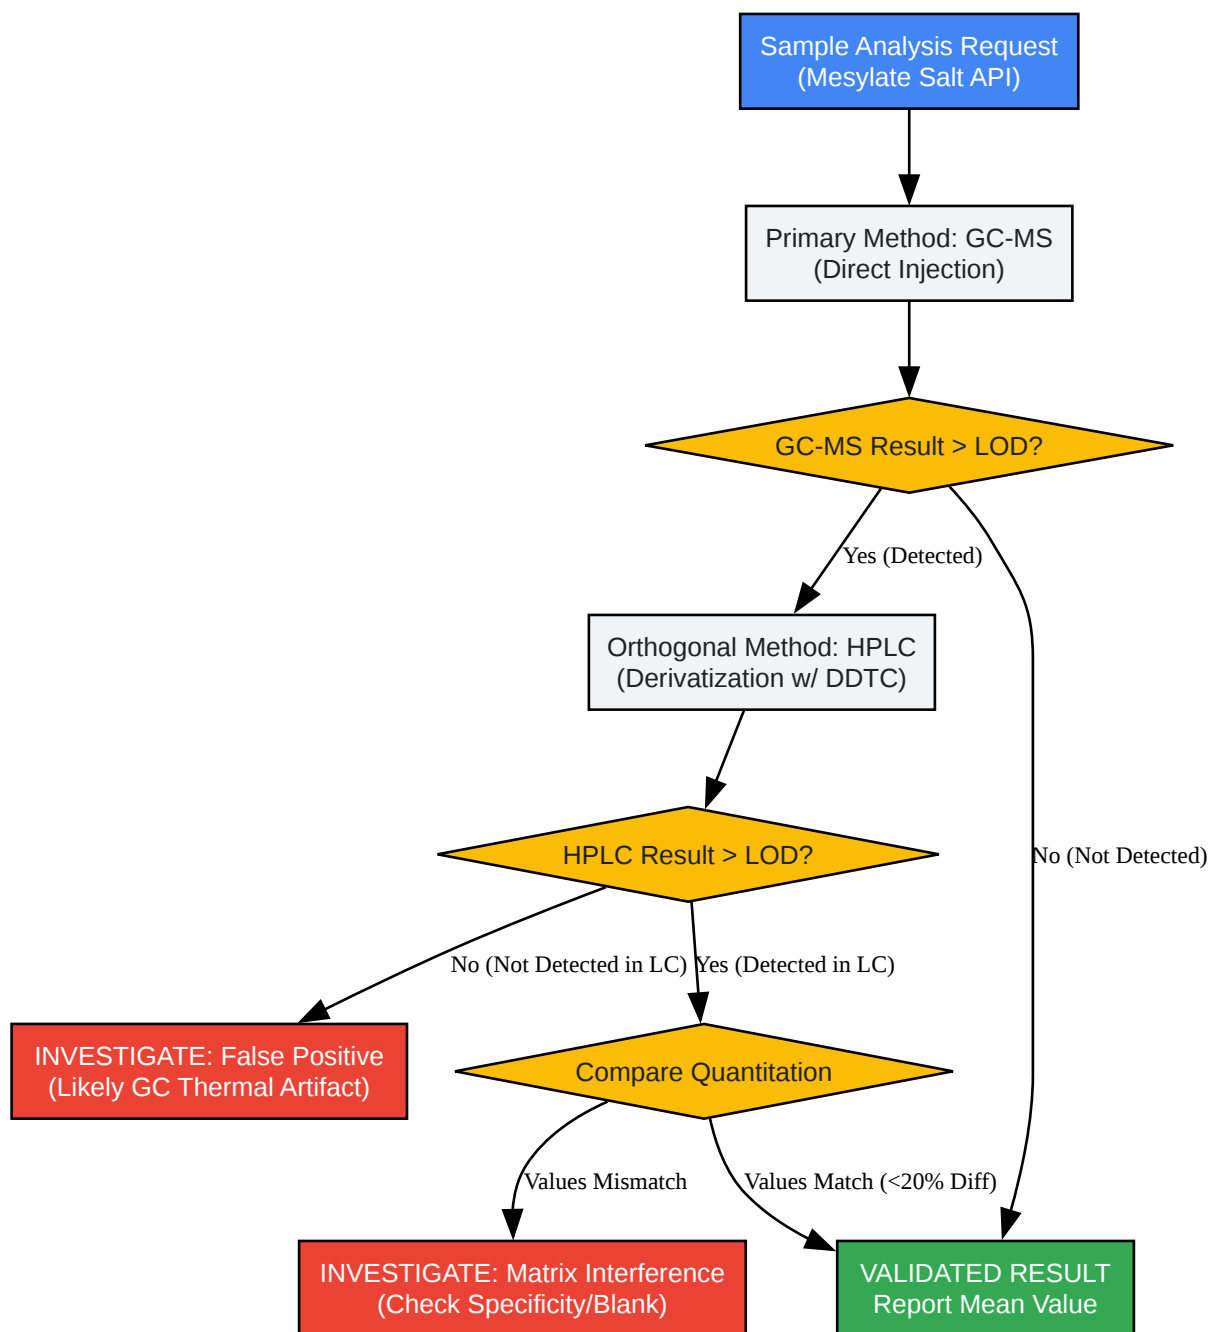 Sample Analysis Request
(Mesylate Salt API)
Primary Method: GC-MS
(Direct Injection)
GC-MS Result > LOD?
Yes (Detected)
Orthogonal Method: HPLC
(Derivatization w/ DDTC)
HPLC Result > LOD?
No (Not Detected)
No (Not Detected in LC)
Yes (Detected in LC)
INVESTIGATE: False Positive
(Likely GC Thermal Artifact)
Compare Quantitation
Values Mismatch
Values Match (<20% Diff)
INVESTIGATE: Matrix Interference
(Check Specificity/Blank)
VALIDATED RESULT
Report Mean Value